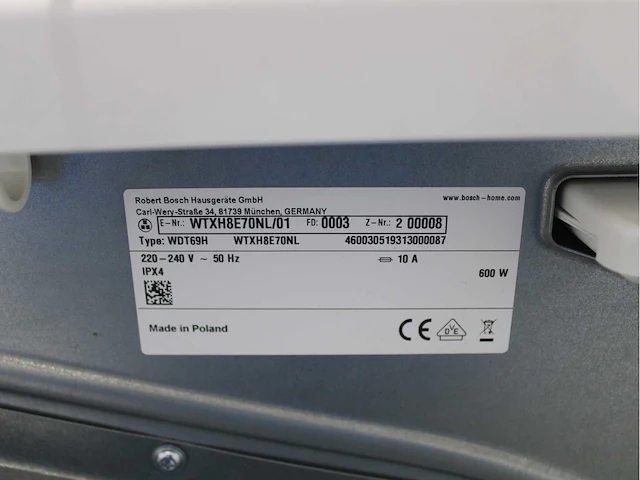 Robert Bosch Hausgeräte GmbH www.bosch-home.com
Carl-Wery-Straße 34, 81739 München, GERMANY
E-Nr.: WTXH8E70NL/01 FD: 0003 Z-Nr.: 2 00008
Type: WDT69H WTXH8E70NL 460030519313000087
220-240 V ~ 50 Hz 10 A
IPX4 600 W
Made in Poland CE VDE